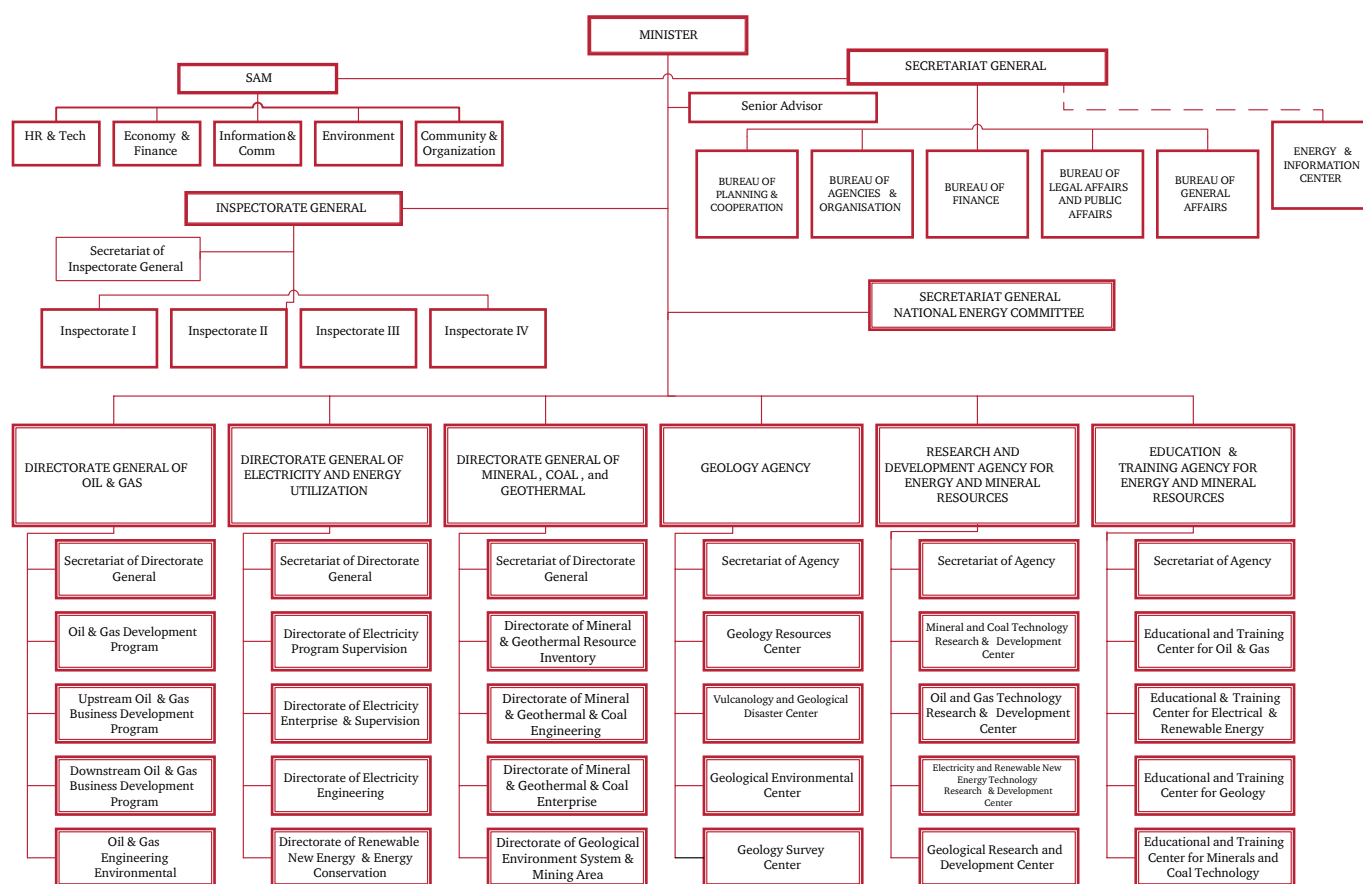 MINISTER
SECRETARIAT GENERAL
SAM
Senior Advisor
HR & Tech
Economy &
Finance
Information &
Comm
Environment
Community &
Organization
BUREAU OF
PLANNING &
COOPERATION
BUREAU OF
AGENCIES &
ORGANISATION
BUREAU OF
FINANCE
BUREAU OF
LEGAL AFFAIRS
AND PUBLIC
AFFAIRS
BUREAU OF
GENERAL
AFFAIRS
ENERGY &
INFORMATION
CENTER
INSPECTORATE GENERAL
Secretariat of
Inspectorate General
Inspectorate I
Inspectorate II
Inspectorate III
Inspectorate IV
SECRETARIAT GENERAL
NATIONAL ENERGY COMMITTEE
DIRECTORATE GENERAL OF
OIL & GAS
Secretariat of Directorate
General
Oil & Gas Development
Program
Upstream Oil & Gas
Business Development
Program
Downstream Oil & Gas
Business Development
Program
Oil & Gas
Engineering
Environmental
DIRECTORATE GENERAL OF
ELECTRICITY AND ENERGY
UTILIZATION
Secretariat of Directorate
General
Directorate of Electricity
Program Supervision
Directorate of Electricity
Enterprise & Supervision
Directorate of Electricity
Engineering
Directorate of Renewable
New Energy & Energy
Conservation
DIRECTORATE GENERAL OF
MINERAL, COAL, and
GEOTHERMAL
Secretariat of Directorate
General
Directorate of Mineral
& Geothermal Resource
Inventory
Directorate of Mineral
& Geothermal & Coal
Engineering
Directorate of Mineral
& Geothermal & Coal
Enterprise
Directorate of Geological
Environment System &
Mining Area
GEOLOGY AGENCY
Secretariat of Agency
Geology Resources
Center
Vulcanology and Geological
Disaster Center
Geological Environmental
Center
Geology Survey
Center
RESEARCH AND
DEVELOPMENT AGENCY FOR
ENERGY AND MINERAL
RESOURCES
Secretariat of Agency
Mineral and Coal Technology
Research & Development
Center
Oil and Gas Technology
Research & Development
Center
Electricity and Renewable New
Energy Technology
Research & Development
Center
Geological Research and
Development Center
EDUCATION &
TRAINING AGENCY FOR
ENERGY AND MINERAL
RESOURCES
Secretariat of Agency
Educational and Training
Center for Oil & Gas
Educational & Training
Center for Electrical &
Renewable Energy
Educational and Training
Center for Geology
Educational and Training
Center for Minerals and
Coal Technology